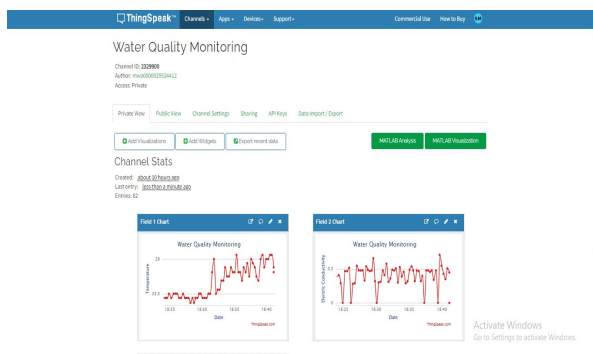 ThingSpeak™ Channels Apps Devices Support Commercial Use How to Buy
Water Quality Monitoring
Channel ID: 2329900
Author: mwa0000029524412
Access: Private
Private View Public View Channel Settings Sharing API Keys Data Import / Export
Add Visualizations Add Widgets Export recent data MATLAB Analysis MATLAB Visualization
Channel Stats
Created: about 10 hours ago
Last entry: less than a minute ago
Entries: 62
Field 1 Chart
Water Quality Monitoring
Temperature
Date
ThingSpeak.com
Field 2 Chart
Water Quality Monitoring
Electric Conductivity
Date
ThingSpeak.com
Activate Windows
Go to Settings to activate Windows.